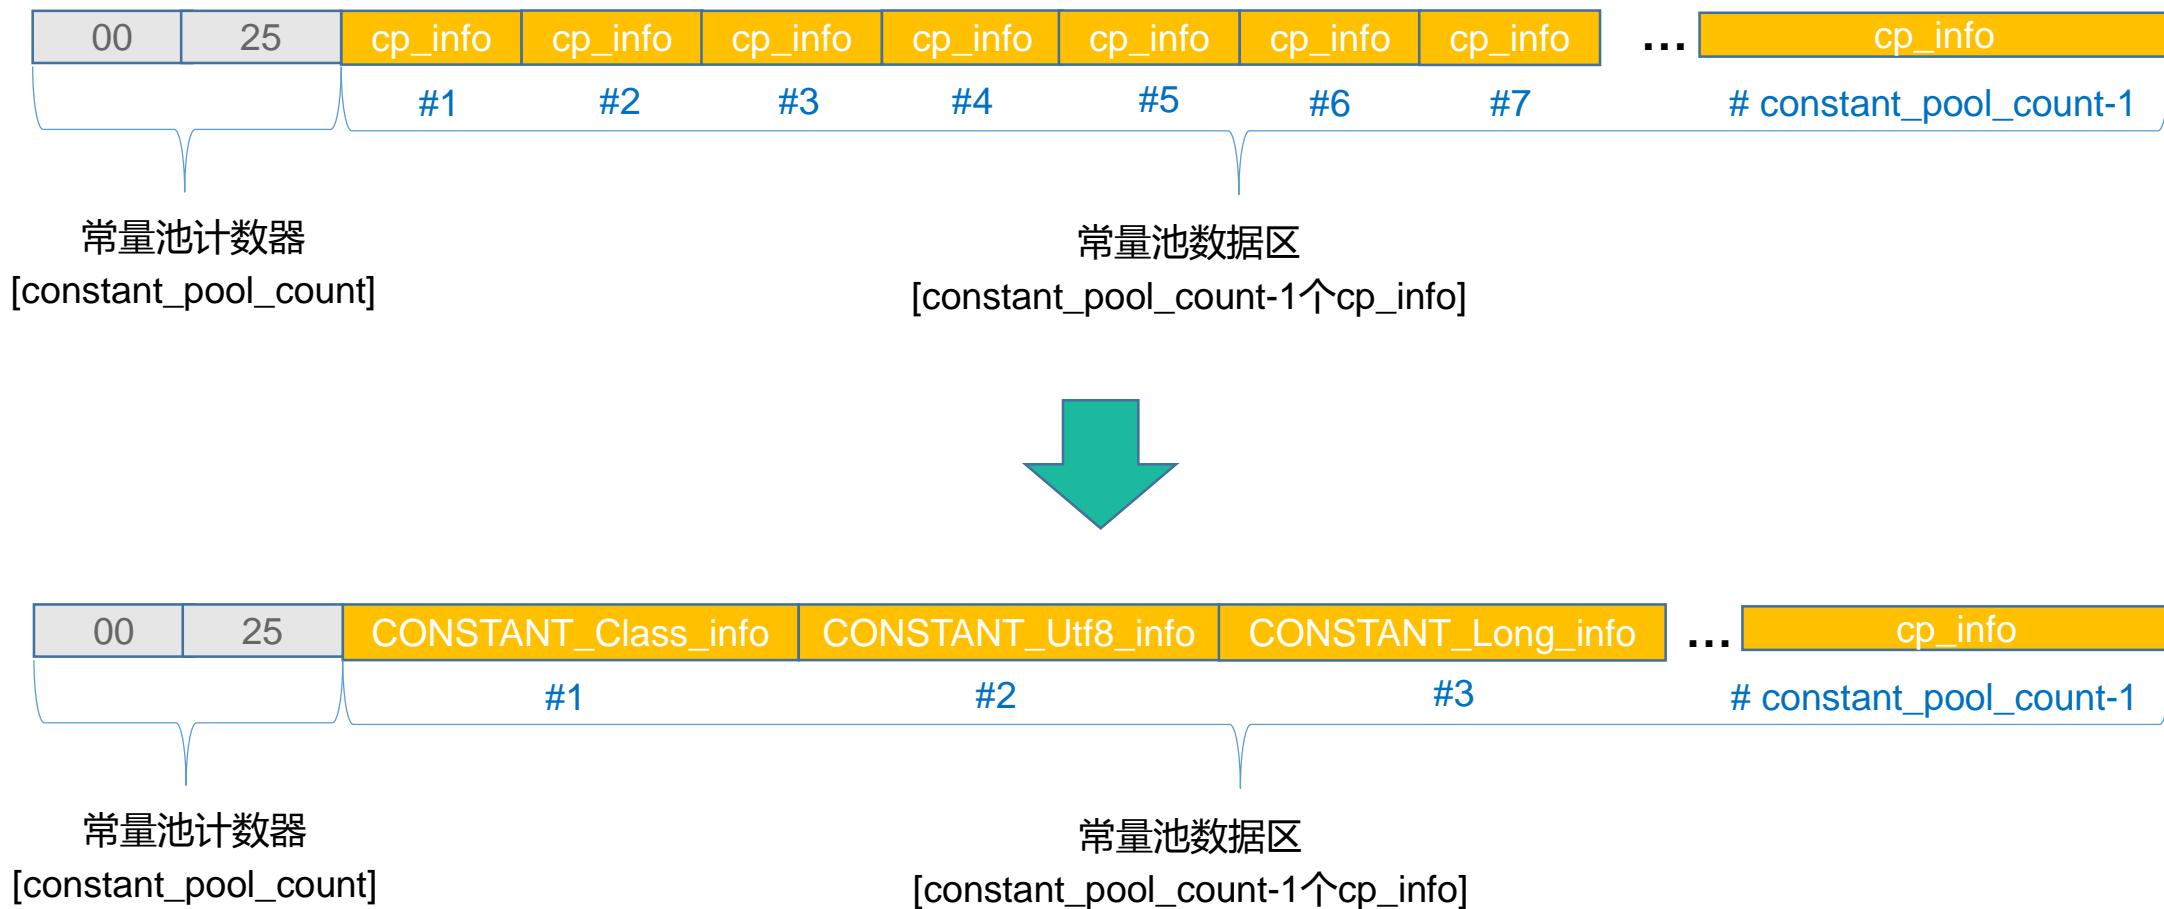 00 25 cp_info cp_info cp_info cp_info cp_info cp_info cp_info ... cp_info
#1 #2 #3 #4 #5 #6 #7 # constant_pool_count-1
常量池计数器
[constant_pool_count]
常量池数据区
[constant_pool_count-1个cp_info]
00 25 CONSTANT_Class_info CONSTANT_Utf8_info CONSTANT_Long_info ... cp_info
#1 #2 #3 # constant_pool_count-1
常量池计数器
[constant_pool_count]
常量池数据区
[constant_pool_count-1个cp_info]